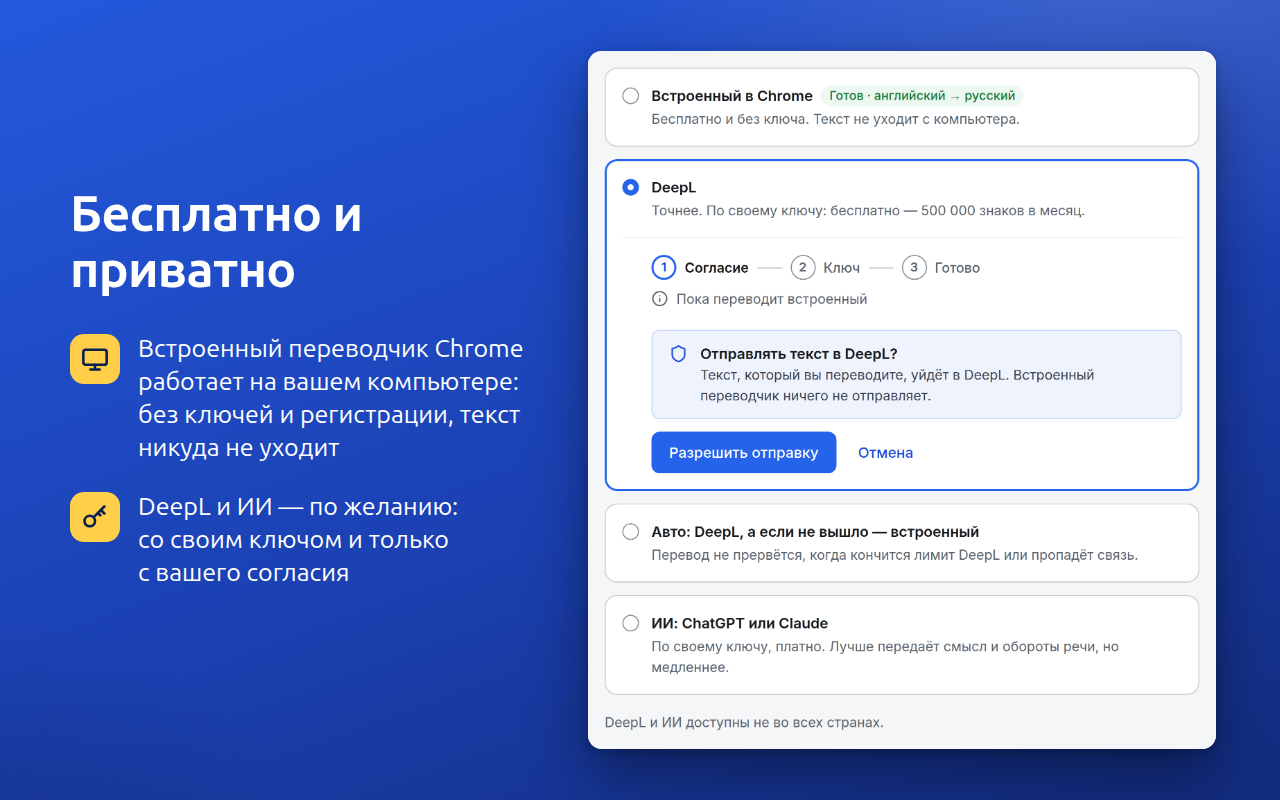 Бесплатно и
приватно
Встроенный переводчик Chrome
работает на вашем компьютере:
без ключей и регистрации, текст
никуда не уходит
DeepL и ИИ — по желанию:
со своим ключом и только
с вашего согласия
Встроенный в Chrome Готов · английский → русский
Бесплатно и без ключа. Текст не уходит с компьютера.
DeepL
Точнее. По своему ключу: бесплатно — 500 000 знаков в месяц.
1 Согласие 2 Ключ 3 Готово
Пока переводит встроенный
Отправлять текст в DeepL?
Текст, который вы переводите, уйдёт в DeepL. Встроенный
переводчик ничего не отправляет.
Разрешить отправку Отмена
Авто: DeepL, а если не вышло — встроенный
Перевод не прервётся, когда кончится лимит DeepL или пропадёт связь.
ИИ: ChatGPT или Claude
По своему ключу, платно. Лучше передаёт смысл и обороты речи, но
медленнее.
DeepL и ИИ доступны не во всех странах.